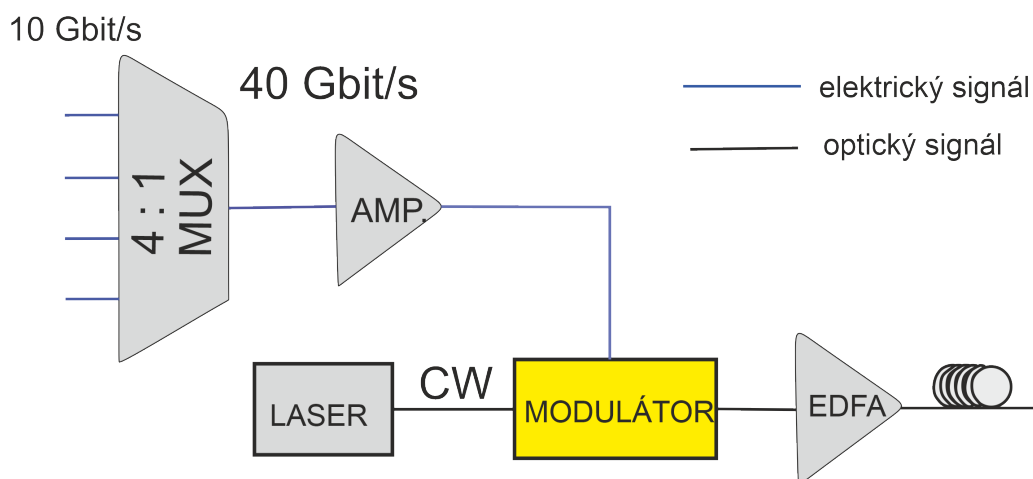 10 Gbit/s
40 Gbit/s
elektrický signál
optický signál
4 : 1
MUX
AMP.
CW
LASER
MODULÁTOR
EDFA